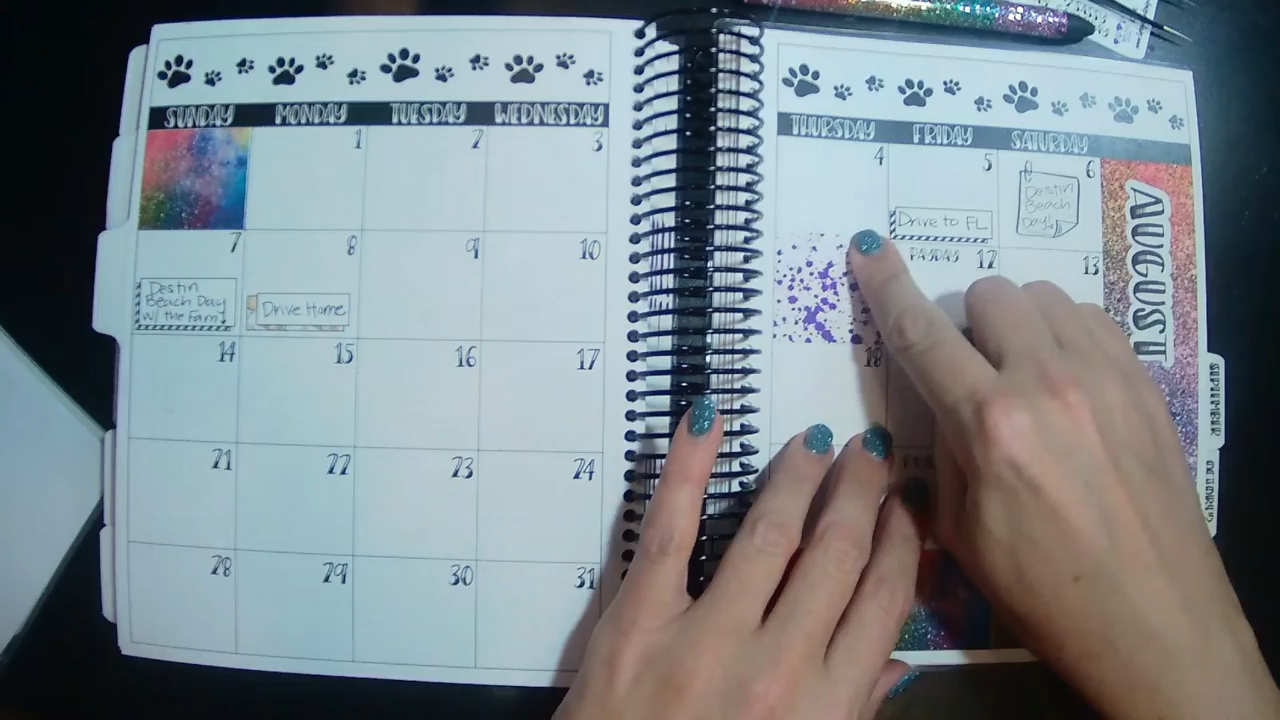 SUNDAY MONDAY TUESDAY WEDNESDAY
THURSDAY FRIDAY SATURDAY
1 2 3
4 5 6
Drive to FL
Destin
Beach
Day!
AUGUST
7 8 9 10
PAYDAY 12 13
Destin
Beach Day
w/ the Fam
Drive Home
14 15 16 17
18
21 22 23 24
28 29 30 31
SEPTEMBER